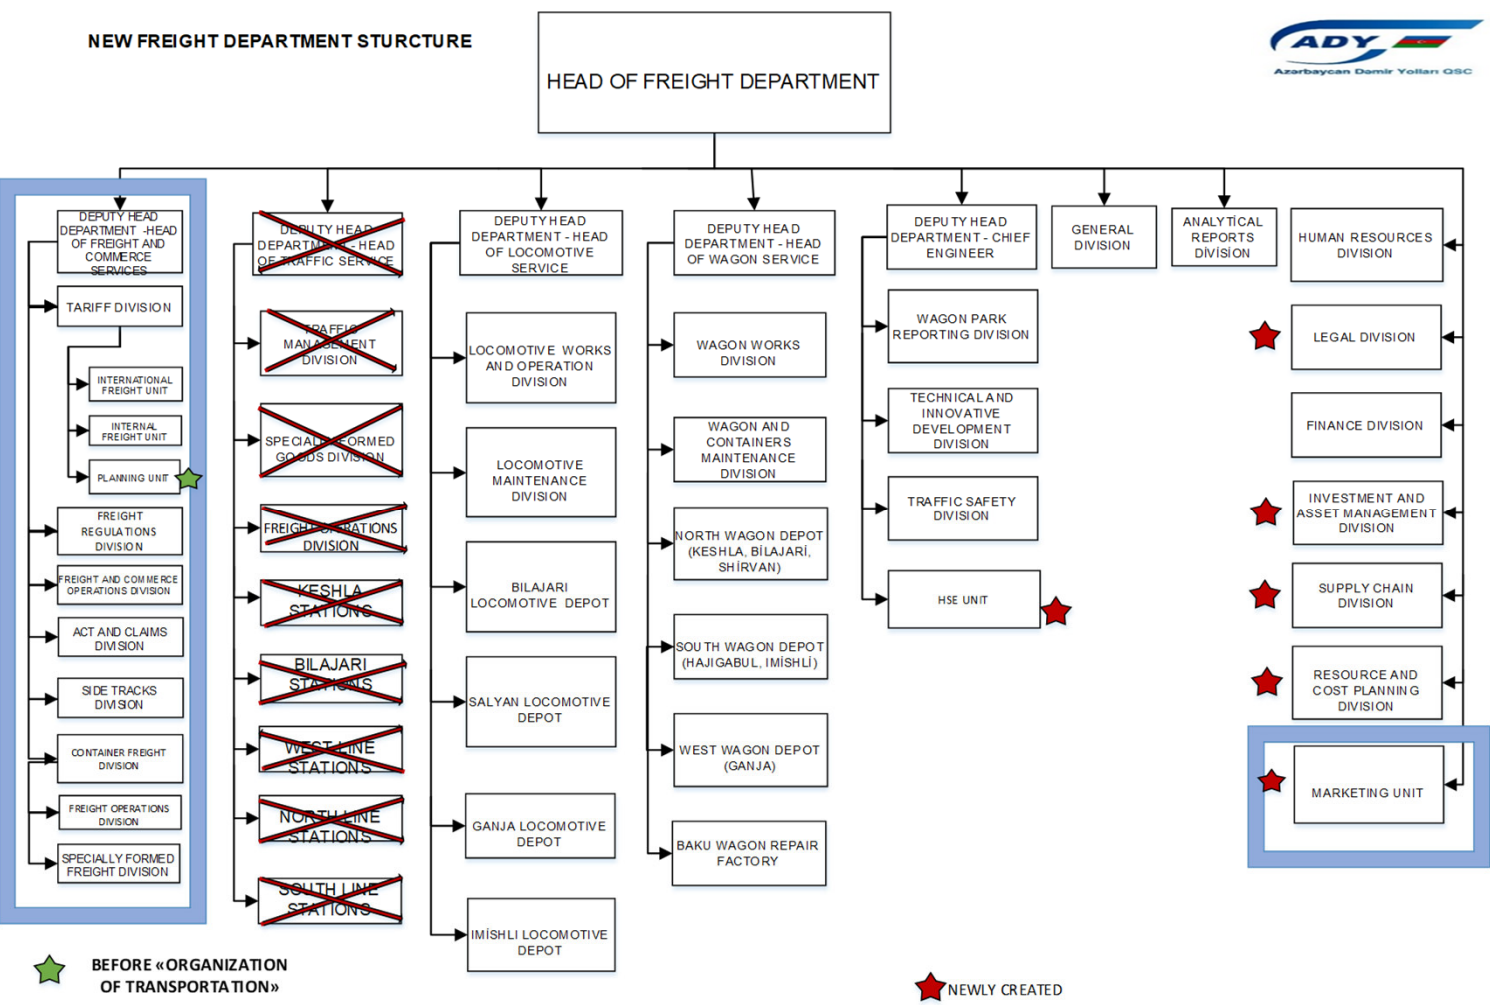 NEW FREIGHT DEPARTMENT STURCTURE
HEAD OF FREIGHT DEPARTMENT
ADY
Azərbaycan Dəmir Yolları QSC
DEPUTY HEAD
DEPARTMENT -HEAD
OF FREIGHT AND
COMMERCE
SERVICES
TARIFF DIVISION
INTERNATIONAL
FREIGHT UNIT
INTERNAL
FREIGHT UNIT
PLANNING UNIT
FREIGHT
REGULATIONS
DIVISION
FREIGHT AND COMMERCE
OPERATIONS DIVISION
ACT AND CLAIMS
DIVISION
SIDE TRACKS
DIVISION
CONTAINER FREIGHT
DIVISION
FREIGHT OPERATIONS
DIVISION
SPECIALLY FORMED
FREIGHT DIVISION
DEPUTY HEAD
DEPARTMENT - HEAD
OF TRAFFIC SERVICE
TRAFFIC
MANAGEMENT
DIVISION
SPECIALLY FORMED
GOODS DIVISION
FREIGHT OPERATIONS
DIVISION
KESHLA
STATIONS
BILAJARI
STATIONS
WEST LINE
STATIONS
NORTH LINE
STATIONS
SOUTH LINE
STATIONS
DEPUTY HEAD
DEPARTMENT - HEAD
OF LOCOMOTIVE
SERVICE
LOCOMOTIVE WORKS
AND OPERATION
DIVISION
LOCOMOTIVE
MAINTENANCE
DIVISION
BILAJARI
LOCOMOTIVE DEPOT
SALYAN LOCOMOTIVE
DEPOT
GANJA LOCOMOTIVE
DEPOT
IMİSHLI LOCOMOTIVE
DEPOT
DEPUTY HEAD
DEPARTMENT - HEAD
OF WAGON SERVICE
WAGON WORKS
DIVISION
WAGON AND
CONTAINERS
MAINTENANCE
DIVISION
NORTH WAGON DEPOT
(KESHLA, BİLAJARİ,
SHİRVAN)
SOUTH WAGON DEPOT
(HAJIGABUL, IMİSHLİ)
WEST WAGON DEPOT
(GANJA)
BAKU WAGON REPAIR
FACTORY
DEPUTY HEAD
DEPARTMENT - CHIEF
ENGINEER
WAGON PARK
REPORTING DIVISION
TECHNICAL AND
INNOVATIVE
DEVELOPMENT
DIVISION
TRAFFIC SAFETY
DIVISION
HSE UNIT
GENERAL
DIVISION
ANALYTİCAL
REPORTS
DİVİSİON
HUMAN RESOURCES
DIVISION
LEGAL DIVISION
FINANCE DIVISION
INVESTMENT AND
ASSET MANAGEMENT
DIVISION
SUPPLY CHAIN
DIVISION
RESOURCE AND
COST PLANNING
DIVISION
MARKETING UNIT
BEFORE «ORGANIZATION
OF TRANSPORTATION»
NEWLY CREATED